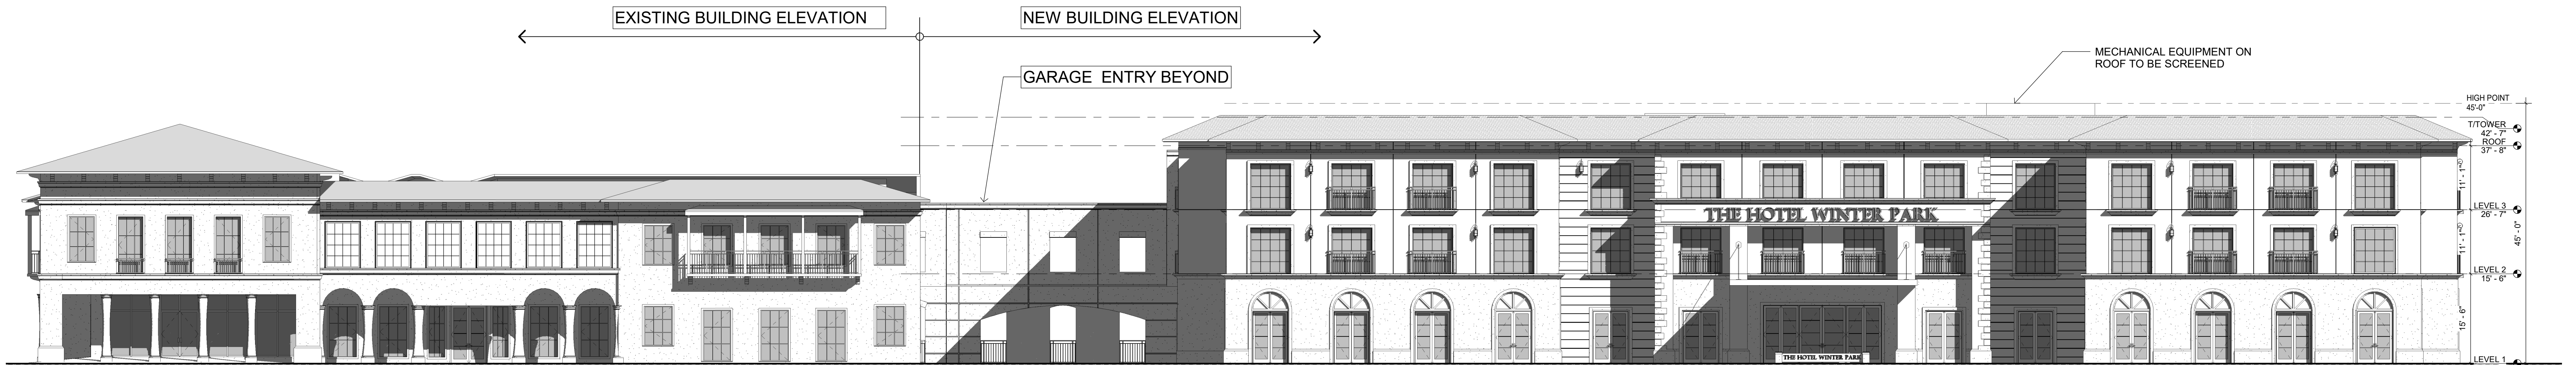 EXISTING BUILDING ELEVATION
NEW BUILDING ELEVATION
GARAGE ENTRY BEYOND
MECHANICAL EQUIPMENT ON
ROOF TO BE SCREENED
HIGH POINT
45'-0"
T/TOWER
42' - 7"
ROOF
37' - 8"
11' - 1"
LEVEL 3
26' - 7"
THE HOTEL WINTER PARK
45' - 0"
11' - 1"
LEVEL 2
15' - 6"
15' - 6"
THE HOTEL WINTER PARK
LEVEL 1